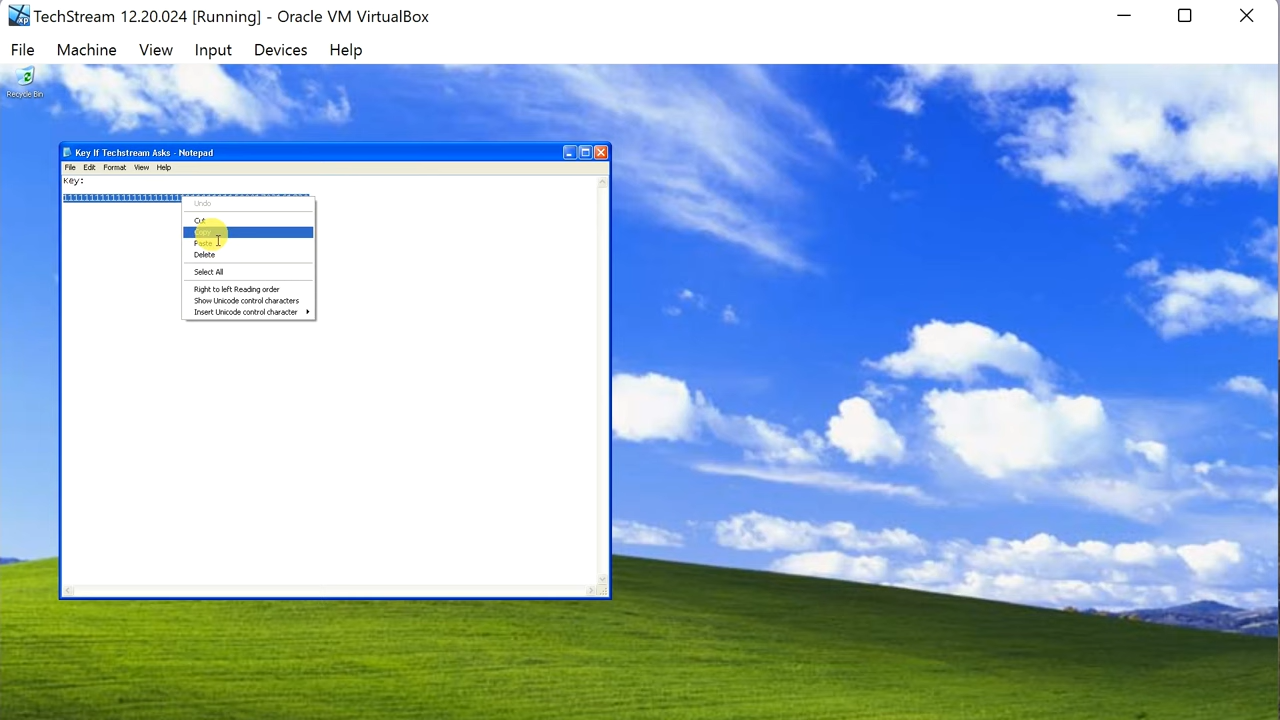 TechStream 12.20.024 [Running] - Oracle VM VirtualBox
File Machine View Input Devices Help
Recycle Bin
Key If Techstream Asks - Notepad
File Edit Format View Help
Key:
Undo
Cut
Copy
Paste
Delete
Select All
Right to left Reading order
Show Unicode control characters
Insert Unicode control character